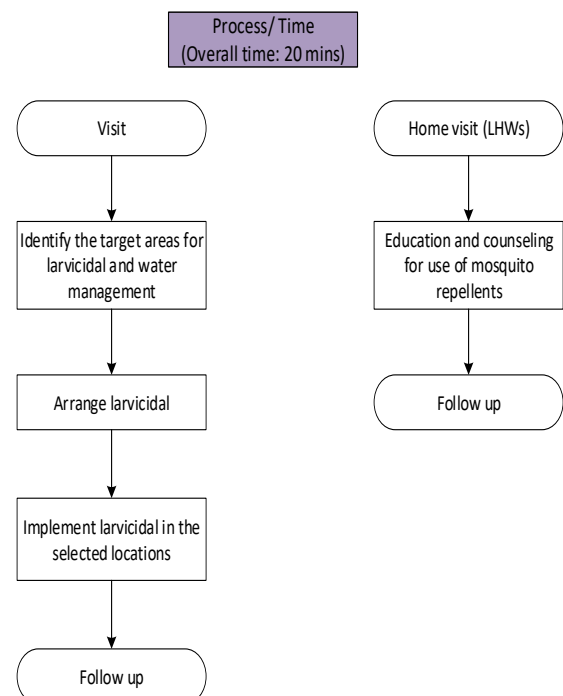 Process/ Time
(Overall time: 20 mins)
Visit
Identify the target areas for
larvicidal and water
management
Arrange larvicidal
Implement larvicidal in the
selected locations
Follow up
Home visit (LHWs)
Education and counseling
for use of mosquito
repellents
Follow up